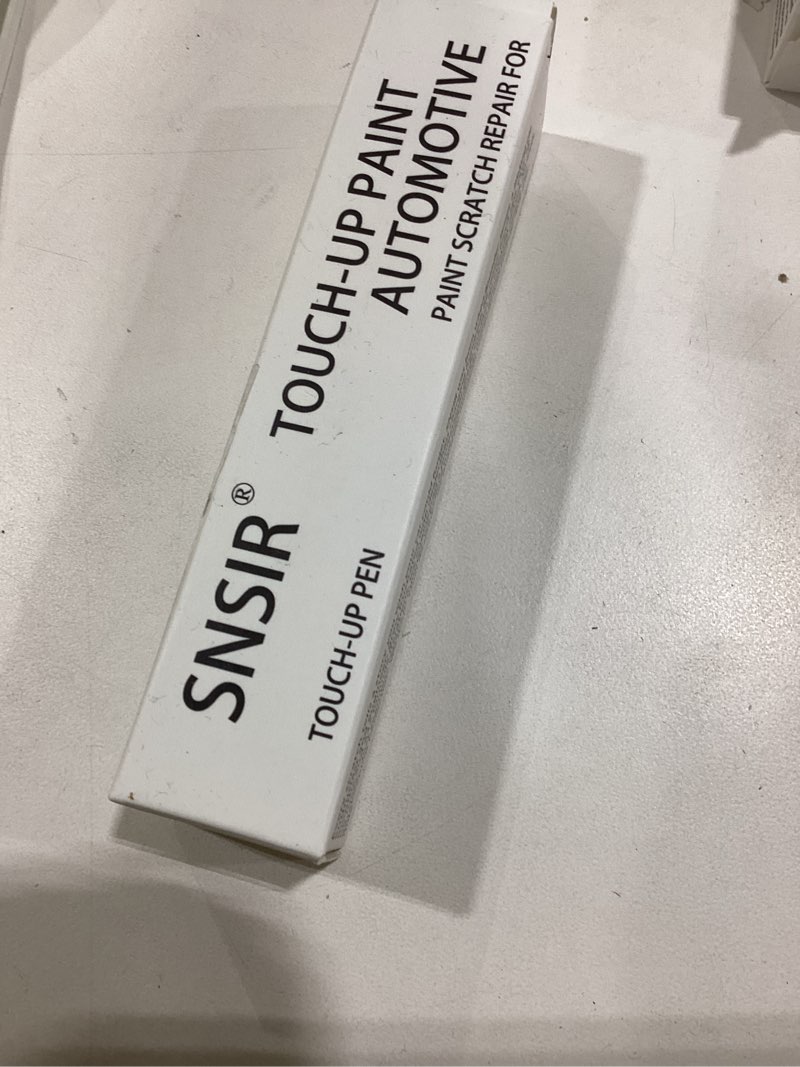 SNSIR®
TOUCH-UP PEN
TOUCH-UP PAINT
AUTOMOTIVE
PAINT SCRATCH REPAIR FOR